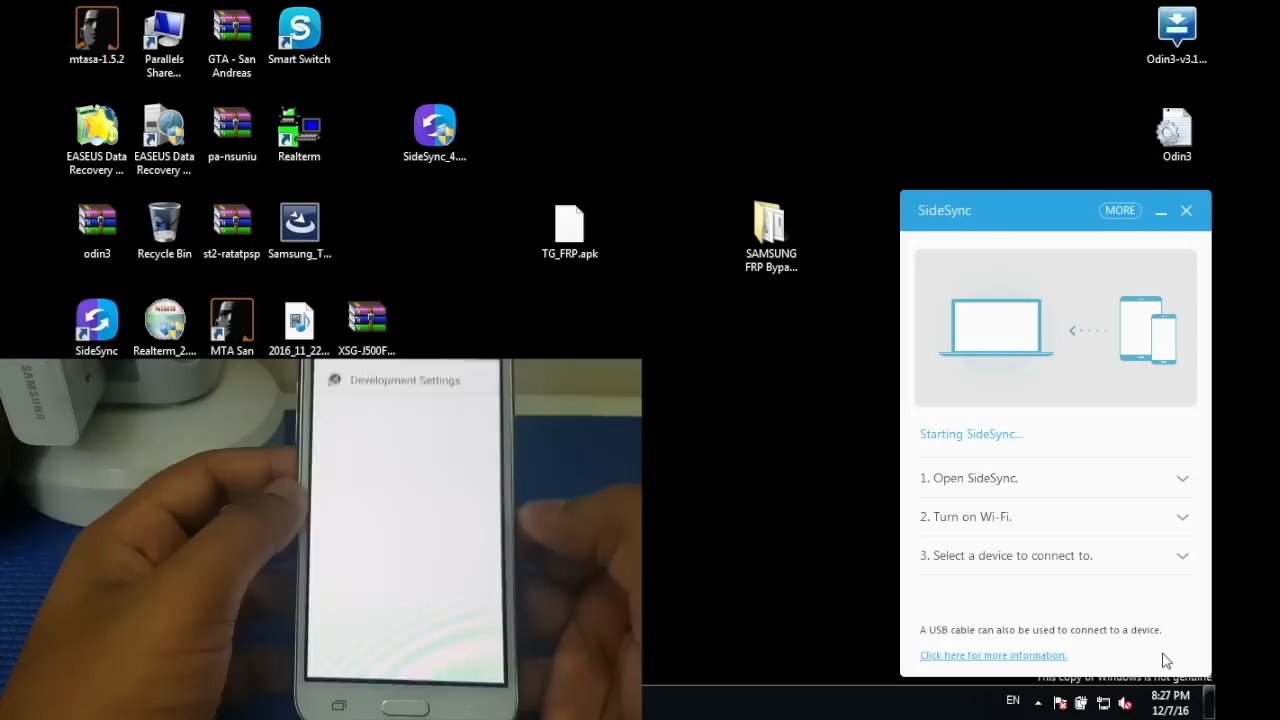 mtasa-1.5.2
Parallels
Share...
GTA - San
Andreas
Smart Switch
Odin3-v3.1...
EASEUS Data
Recovery ...
EASEUS Data
Recovery ...
pa-nsuniu
Realterm
SideSync_4....
Odin3
odin3
Recycle Bin
st2-ratatpsp
Samsung_T...
TG_FRP.apk
SAMSUNG
FRP Bypa...
SideSync
Realterm_2....
MTA San
2016_11_22...
XSG-J500F...
SideSync
MORE
Starting SideSync...
1. Open SideSync.
2. Turn on Wi-Fi.
3. Select a device to connect to.
A USB cable can also be used to connect to a device.
Click here for more information.
This copy of Windows is not genuine
EN
8:27 PM
12/7/16
SAMSUNG
Development Settings